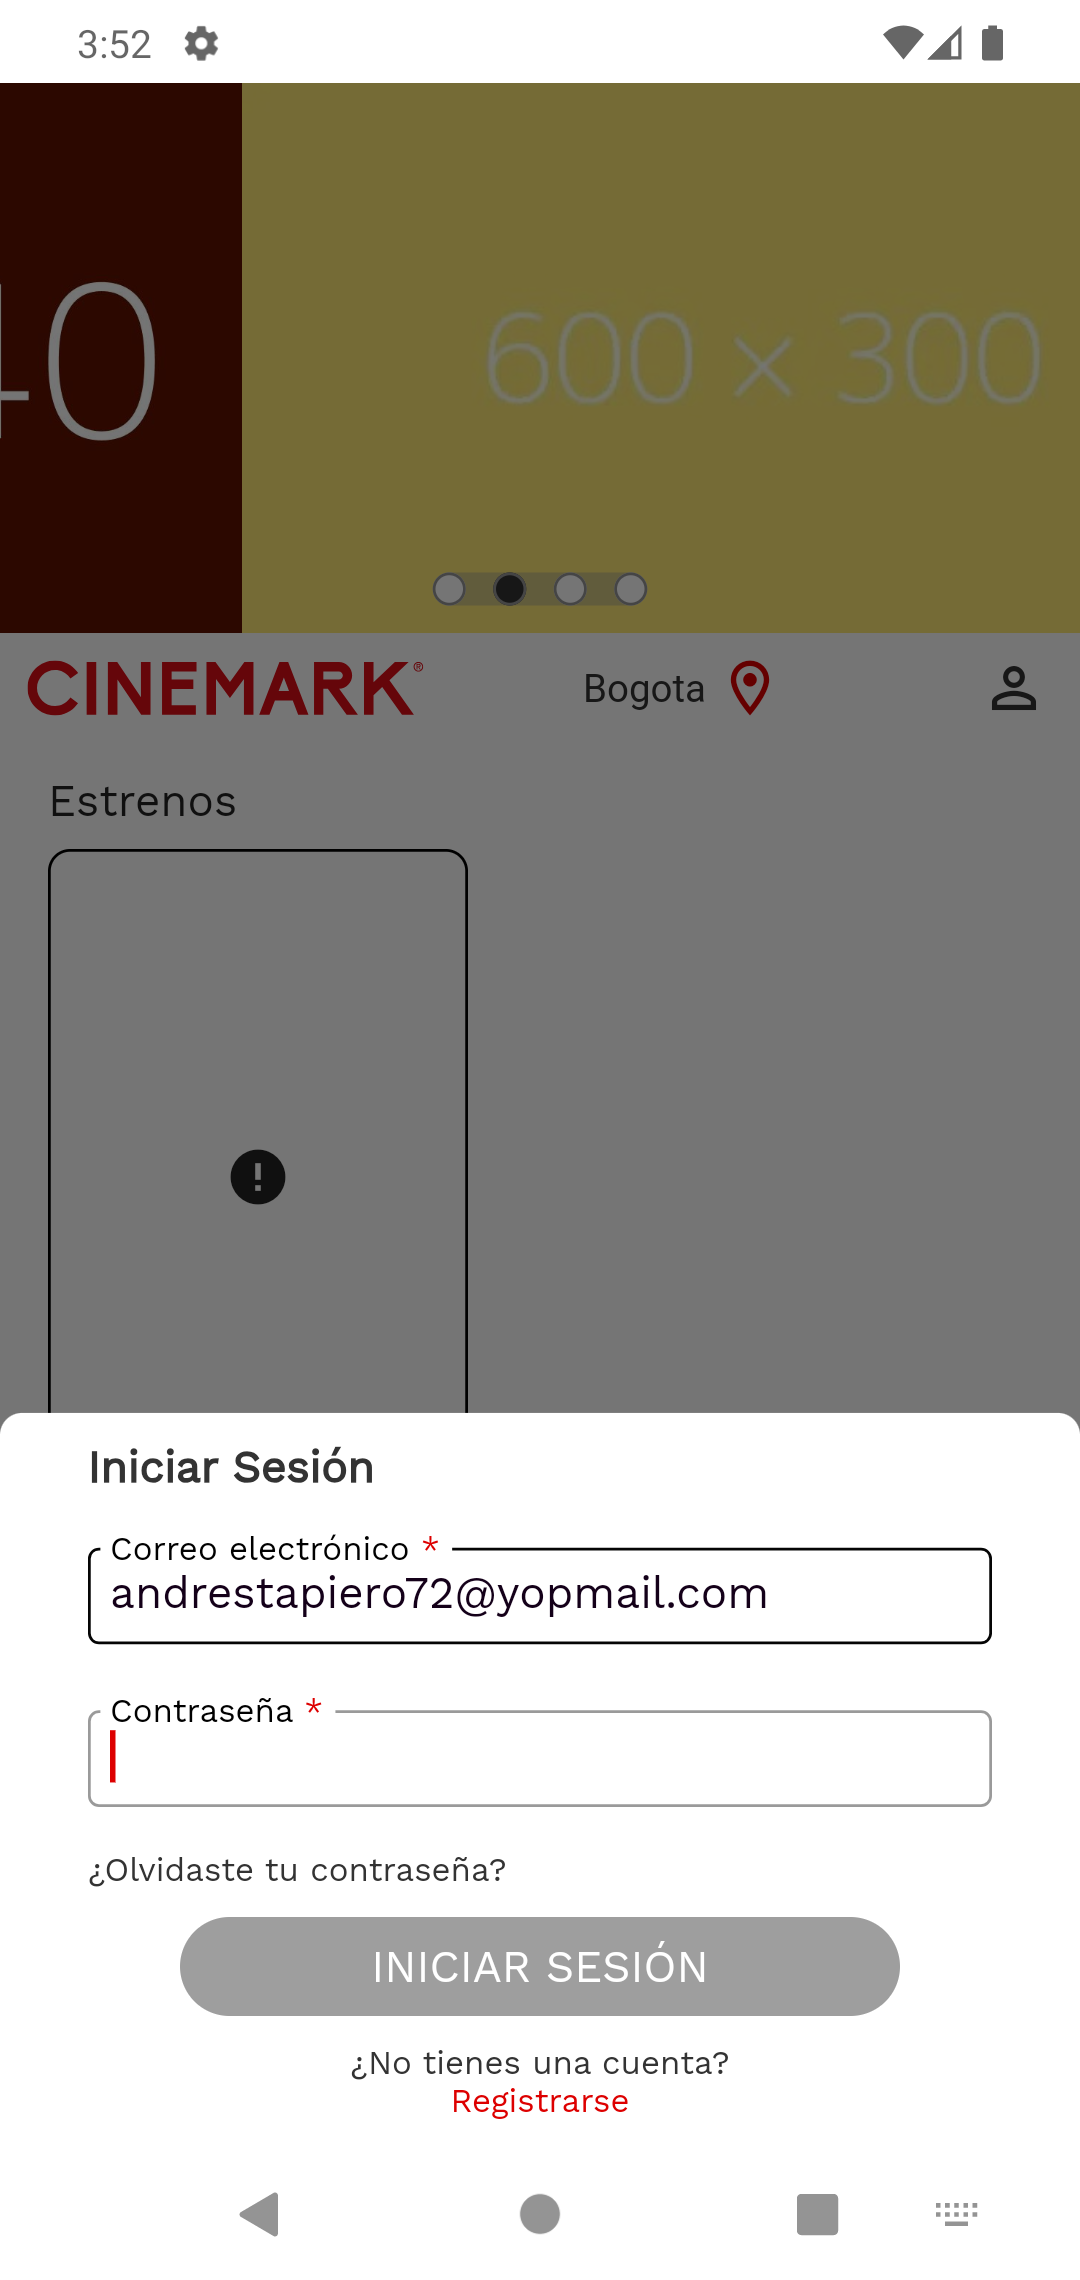 3:52
40
600 × 300
CINEMARK®
Bogota
Estrenos
Iniciar Sesión
Correo electrónico *
andrestapiero72@yopmail.com
Contraseña *
¿Olvidaste tu contraseña?
INICIAR SESIÓN
¿No tienes una cuenta?
Registrarse